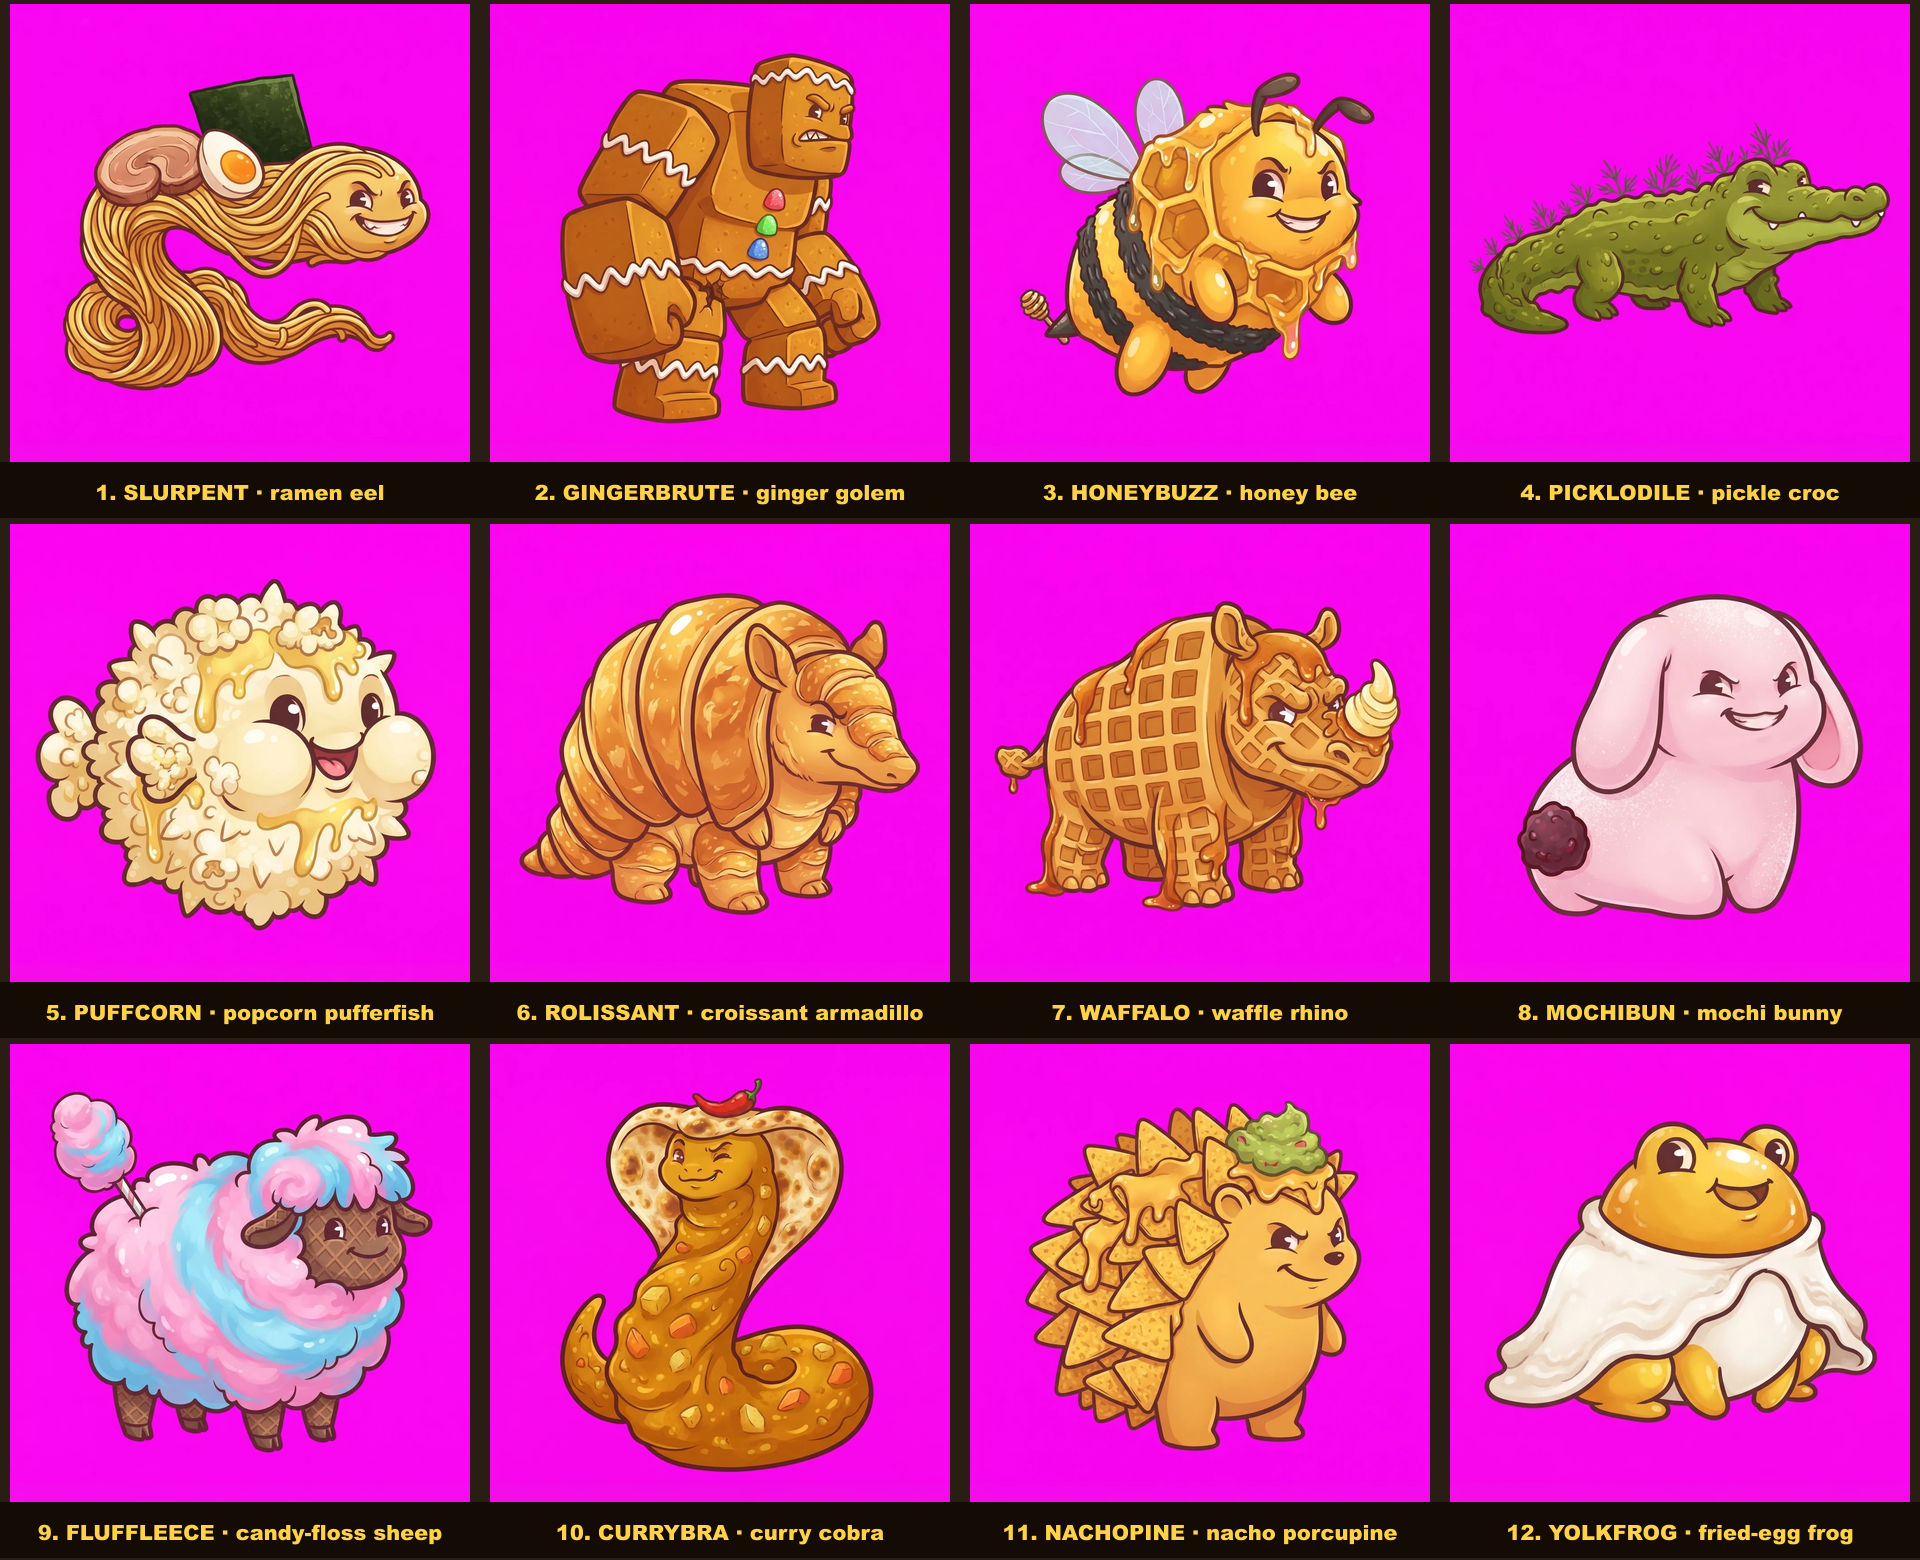 1. SLURPENT · ramen eel
2. GINGERBRUTE · ginger golem
3. HONEYBUZZ · honey bee
4. PICKLODILE · pickle croc
5. PUFFCORN · popcorn pufferfish
6. ROLISSANT · croissant armadillo
7. WAFFALO · waffle rhino
8. MOCHIBUN · mochi bunny
9. FLUFFLEECE · candy-floss sheep
10. CURRYBRA · curry cobra
11. NACHOPINE · nacho porcupine
12. YOLKFROG · fried-egg frog